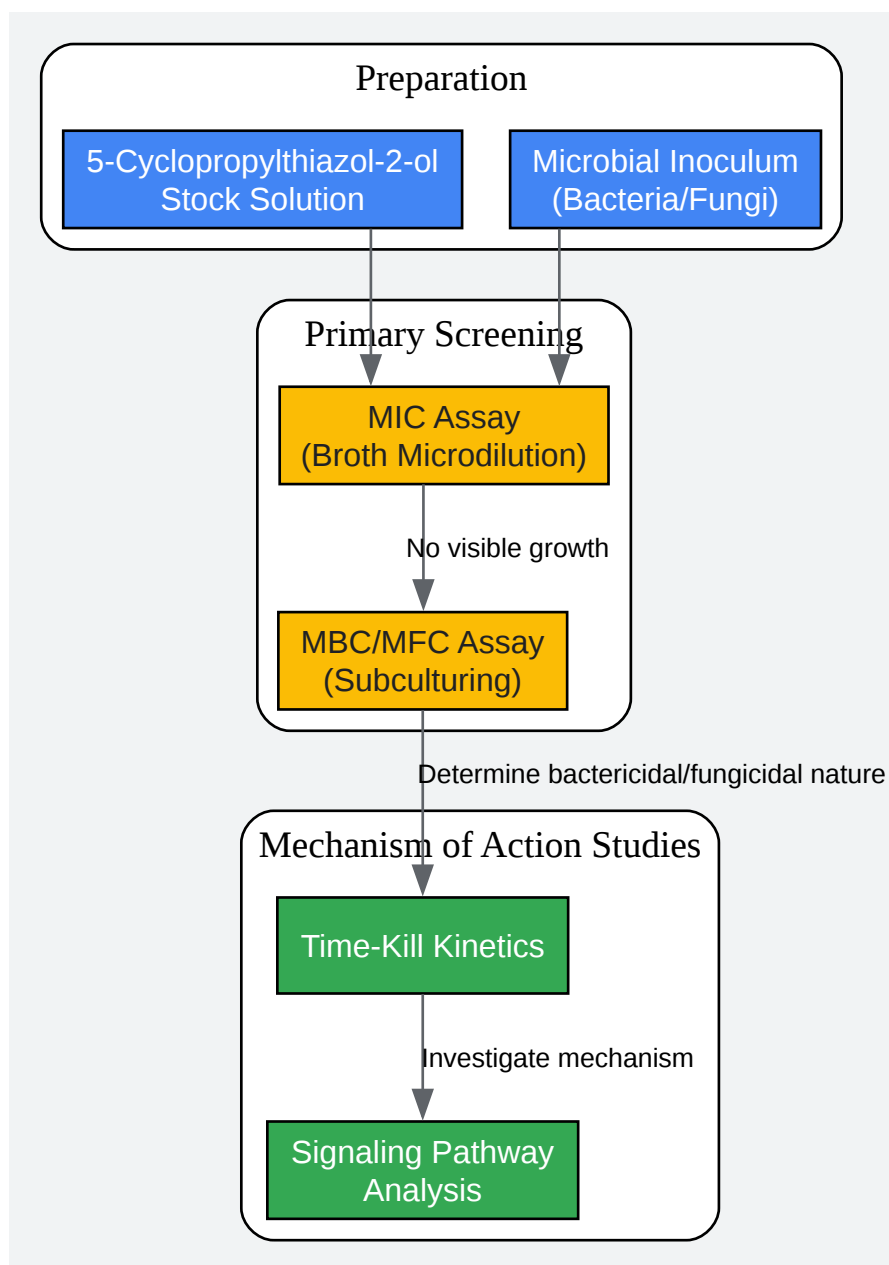 Preparation
5-Cyclopropylthiazol-2-ol
Stock Solution
Microbial Inoculum
(Bacteria/Fungi)
Primary Screening
MIC Assay
(Broth Microdilution)
No visible growth
MBC/MFC Assay
(Subculturing)
Determine bactericidal/fungicidal nature
Mechanism of Action Studies
Time-Kill Kinetics
Investigate mechanism
Signaling Pathway
Analysis